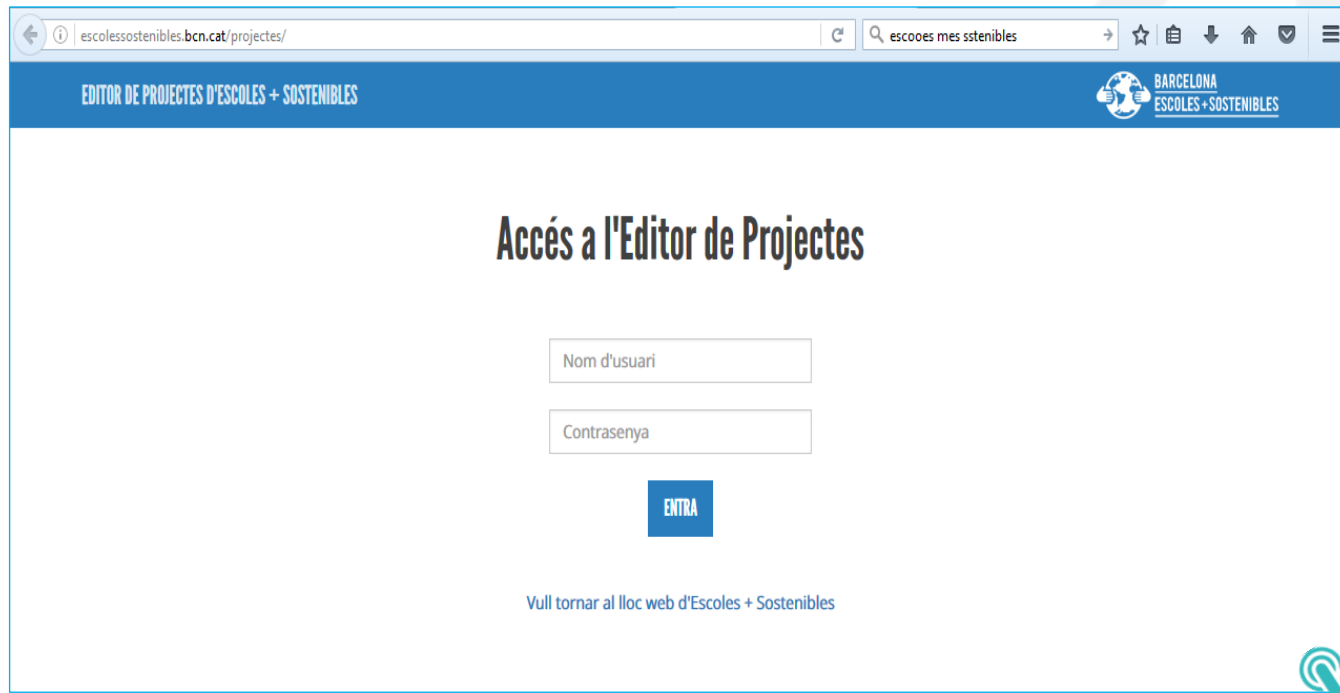 escolessostenibles.bcn.cat/projectes/
escooes mes sstenibles
EDITOR DE PROJECTES D'ESCOLES + SOSTENIBLES
BARCELONA
ESCOLES+SOSTENIBLES
Accés a l'Editor de Projectes
Nom d'usuari
Contrasenya
ENTRA
Vull tornar al lloc web d'Escoles + Sostenibles